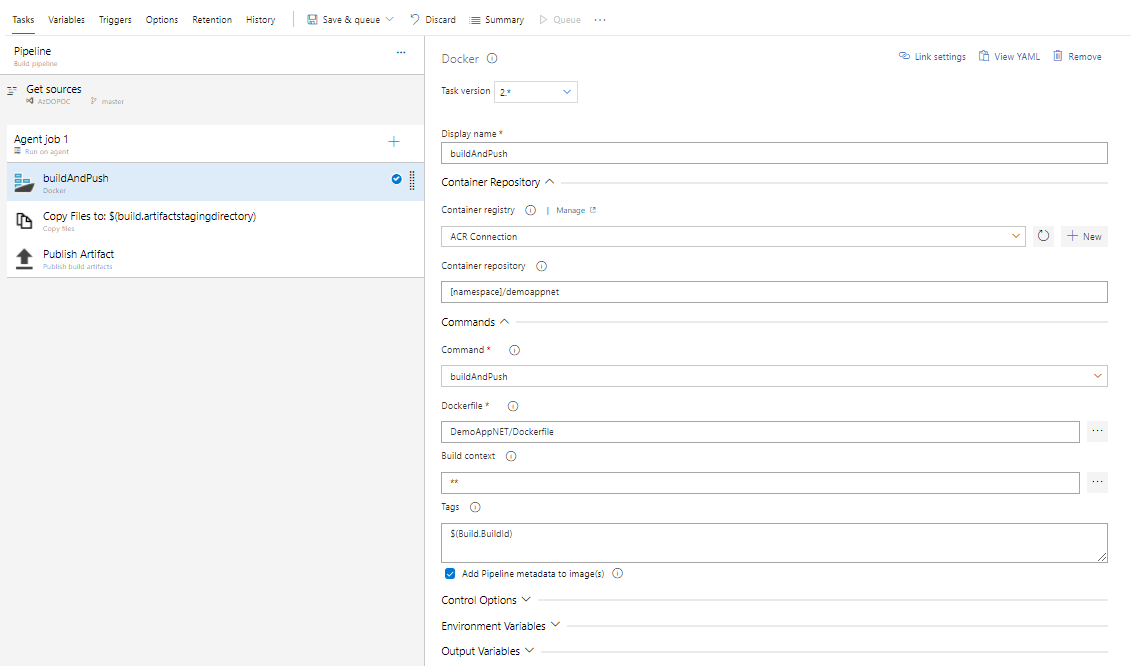 Tasks Variables Triggers Options Retention History Save & queue Discard Summary Queue ...
Pipeline ...
Build pipeline
Get sources
AzDOPOC master
Agent job 1
Run on agent
buildAndPush
Docker
Copy Files to: $(build.artifactstagingdirectory)
Copy files
Publish Artifact
Publish build artifacts
Docker Link settings View YAML Remove
Task version 2.*
Display name *
buildAndPush
Container Repository
Container registry | Manage
ACR Connection New
Container repository
[namespace]/demoappnet
Commands
Command *
buildAndPush
Dockerfile *
DemoAppNET/Dockerfile ...
Build context
** ...
Tags
$(Build.BuildId)
Add Pipeline metadata to image(s)
Control Options
Environment Variables
Output Variables